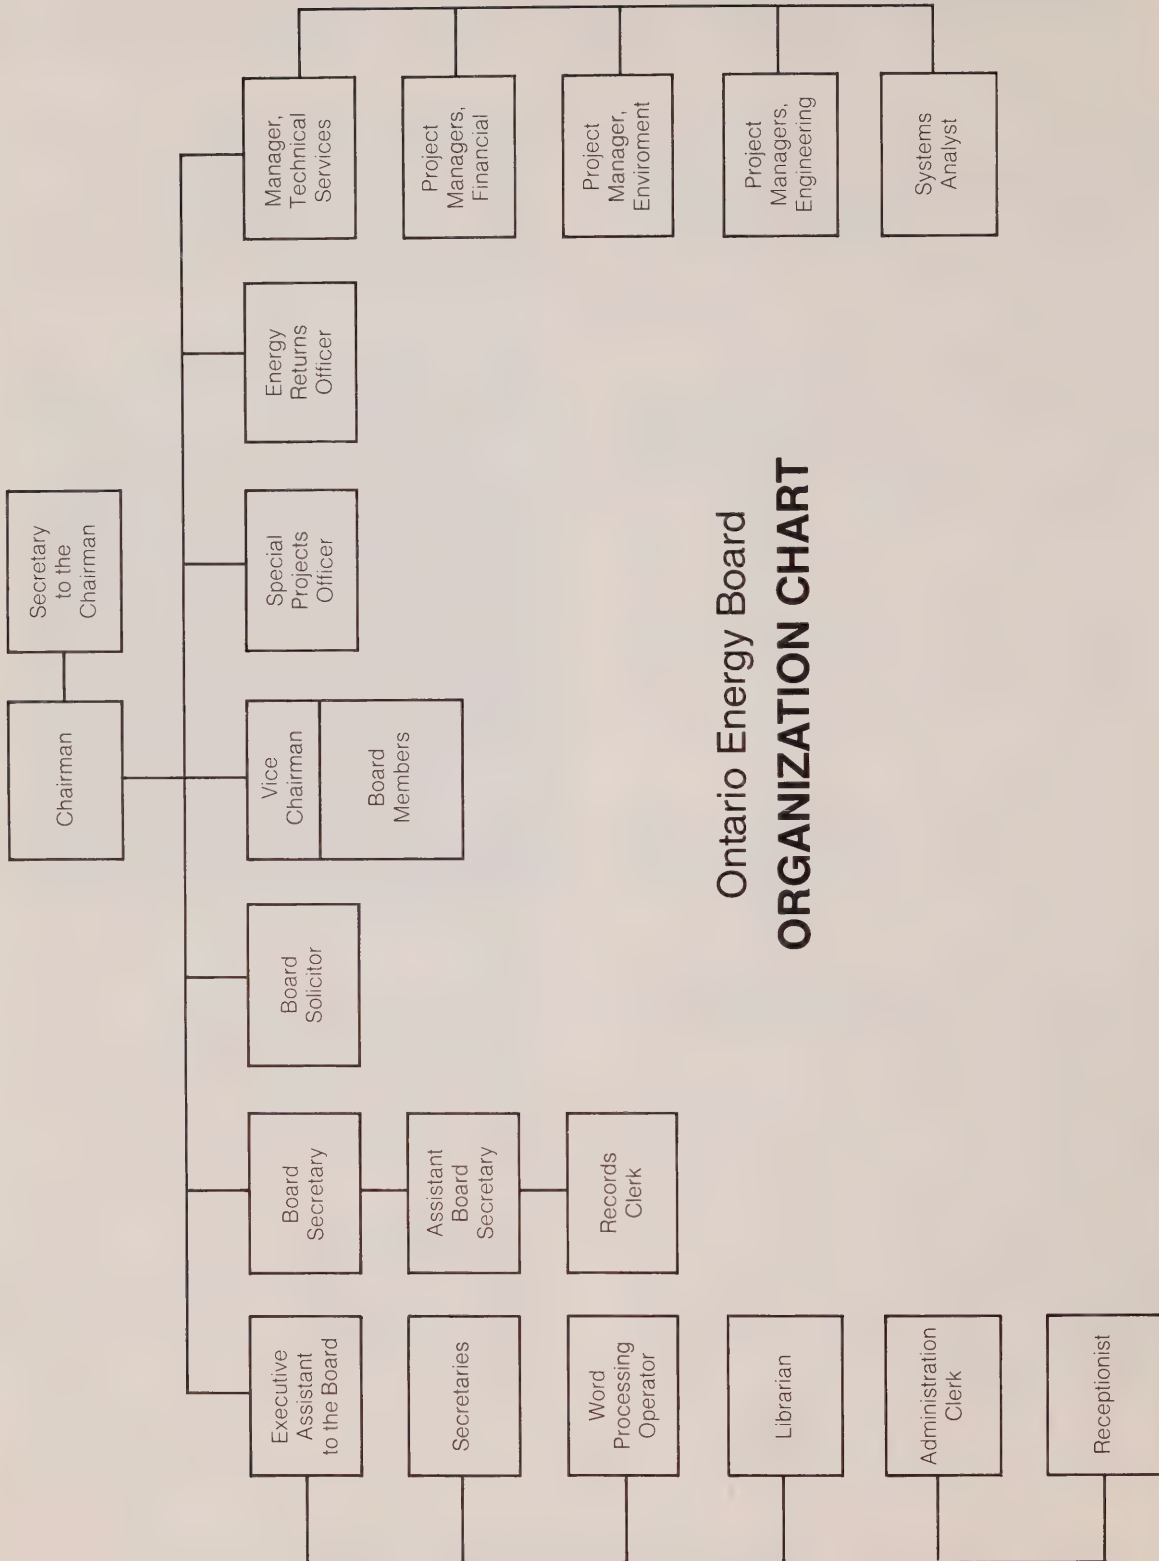 Secretary
to the
Chairman
Chairman
Manager,
Technical
Services
Energy
Returns
Officer
Special
Projects
Officer
Vice
Chairman
Board
Members
Board
Solicitor
Board
Secretary
Executive
Assistant
to the Board
Project
Managers,
Financial
Project
Manager,
Enviroment
Project
Managers,
Engineering
Systems
Analyst
Assistant
Board
Secretary
Records
Clerk
Secretaries
Word
Processing
Operator
Librarian
Administration
Clerk
Receptionist
Ontario Energy Board
ORGANIZATION CHART